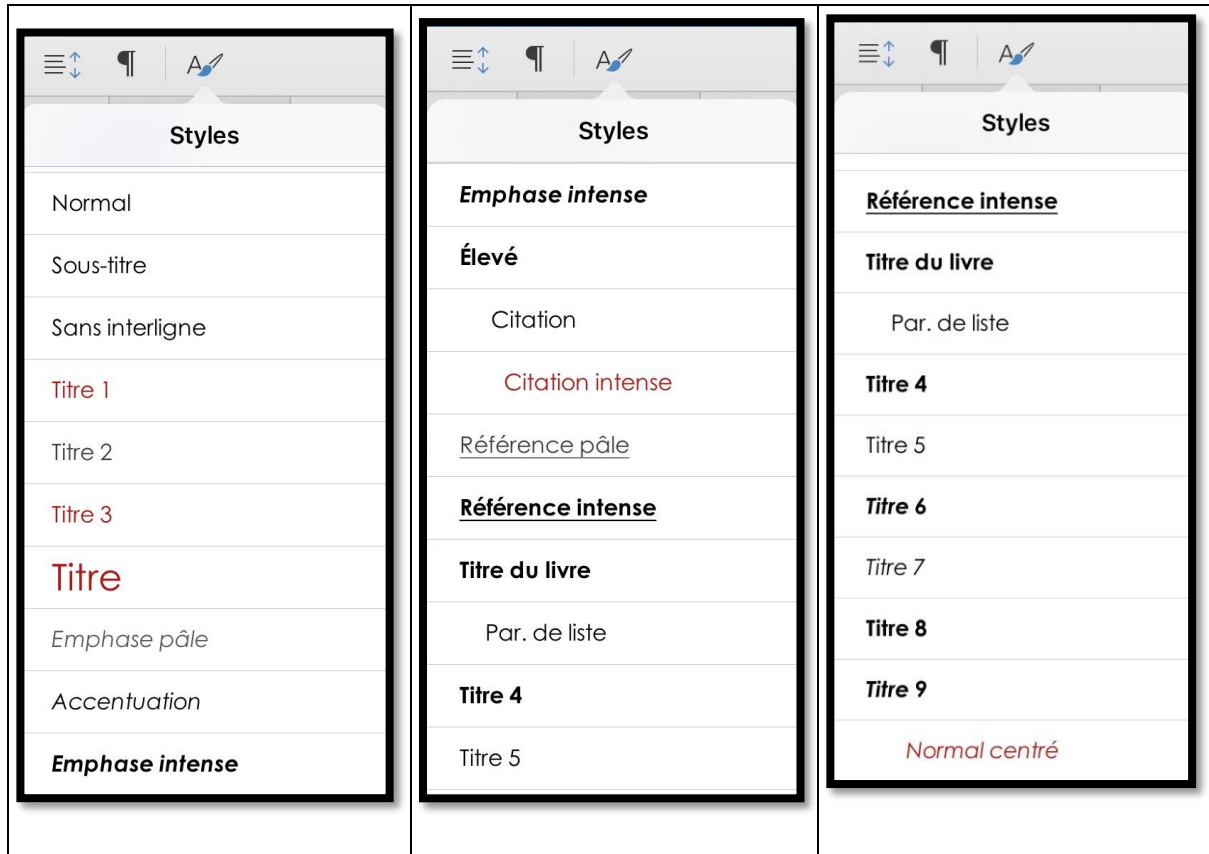 Styles
Normal
Sous-titre
Sans interligne
Titre 1
Titre 2
Titre 3
Titre
Emphase pâle
Accentuation
Emphase intense
Styles
Emphase intense
Élevé
Citation
Citation intense
Référence pâle
Référence intense
Titre du livre
Par. de liste
Titre 4
Titre 5
Styles
Référence intense
Titre du livre
Par. de liste
Titre 4
Titre 5
Titre 6
Titre 7
Titre 8
Titre 9
Normal centré